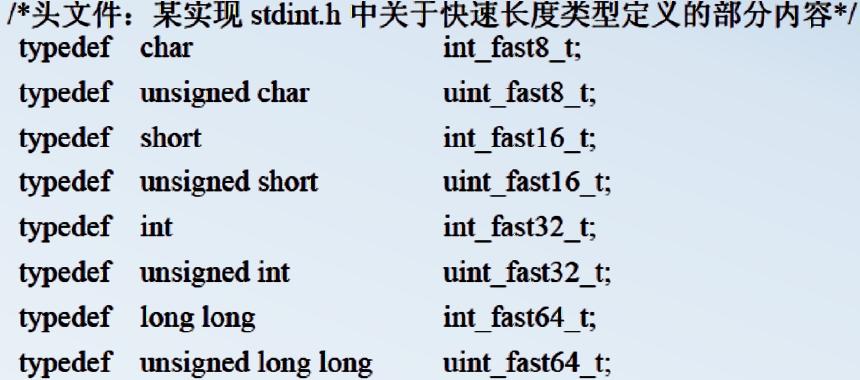 /*头文件：某实现 stdint.h 中关于快速长度类型定义的部分内容*/
typedef char int_fast8_t;
typedef unsigned char uint_fast8_t;
typedef short int_fast16_t;
typedef unsigned short uint_fast16_t;
typedef int int_fast32_t;
typedef unsigned int uint_fast32_t;
typedef long long int_fast64_t;
typedef unsigned long long uint_fast64_t;